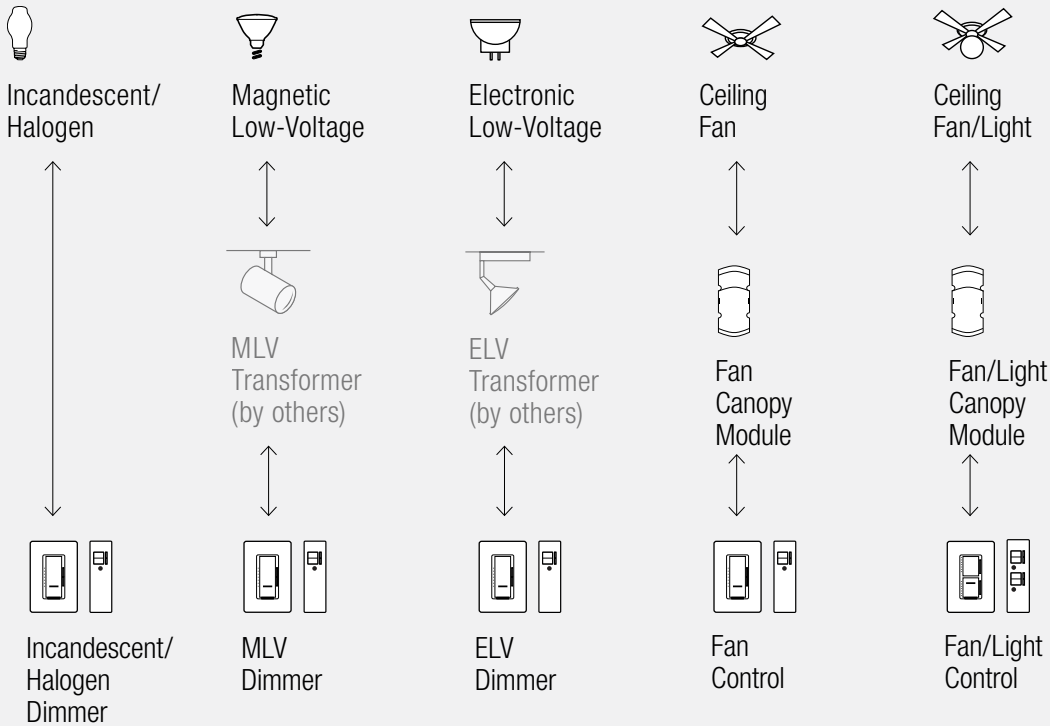 Incandescent/
Halogen
Magnetic
Low-Voltage
Electronic
Low-Voltage
Ceiling
Fan
Ceiling
Fan/Light
MLV
Transformer
(by others)
ELV
Transformer
(by others)
Fan
Canopy
Module
Fan/Light
Canopy
Module
Incandescent/
Halogen
Dimmer
MLV
Dimmer
ELV
Dimmer
Fan
Control
Fan/Light
Control